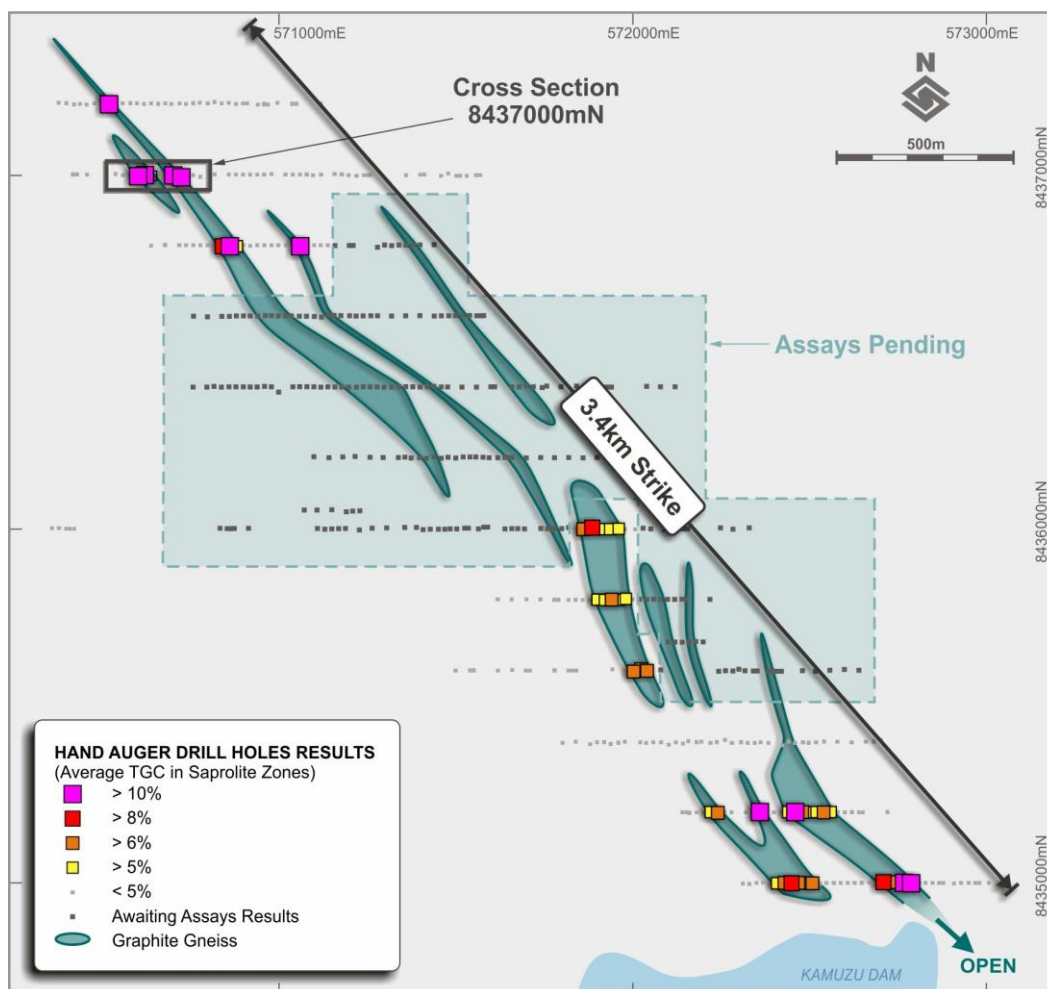 571000mE
572000mE
573000mE
Cross Section
8437000mN
N
500m
8437000mN
Assays Pending
3.4km Strike
8436000mN
HAND AUGER DRILL HOLES RESULTS
(Average TGC in Saprolite Zones)
> 10%
> 8%
> 6%
> 5%
< 5%
Awaiting Assays Results
Graphite Gneiss
8435000mN
OPEN
KAMUZU DAM